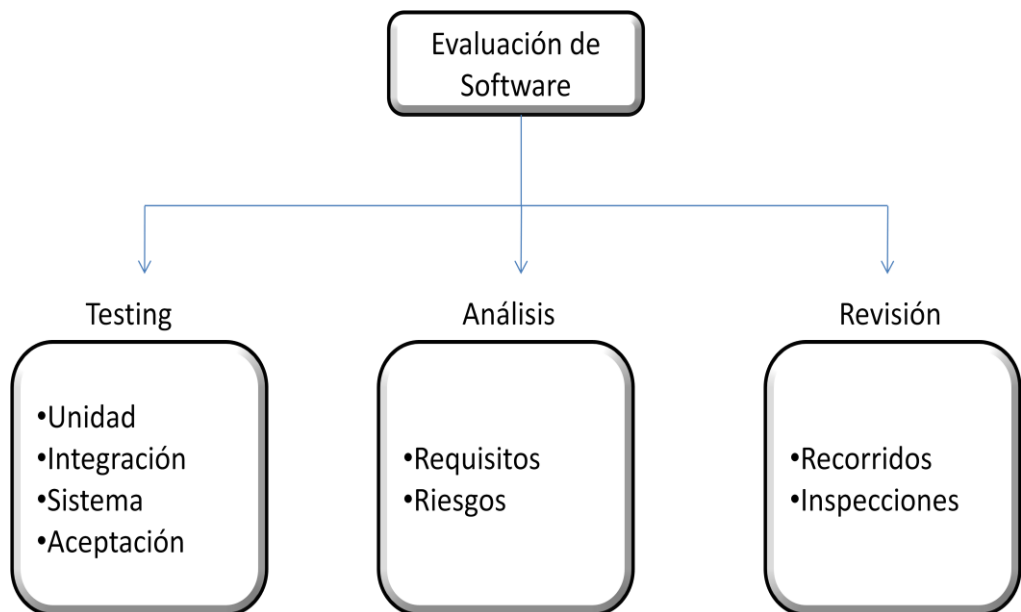 Evaluación de
Software
Testing
•Unidad
•Integración
•Sistema
•Aceptación
Análisis
•Requisitos
•Riesgos
Revisión
•Recorridos
•Inspecciones